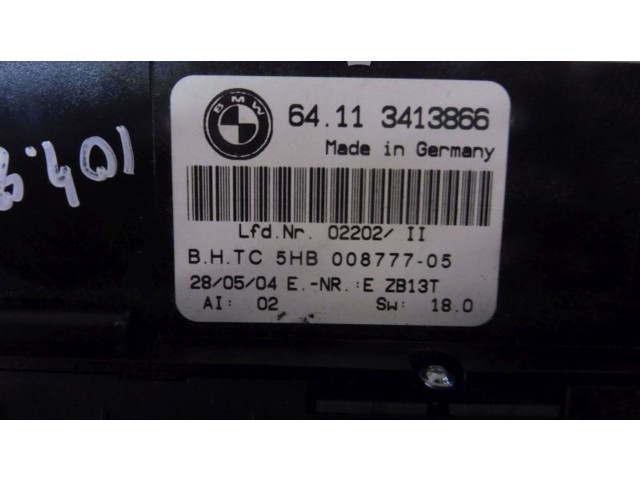 BMW
64.11 3413866
Made in Germany
Lfd.Nr. 02202/ II
B.H.TC 5HB 008777-05
28/05/04 E.-NR.:E ZB13T
AI: 02 Sw: 18.0